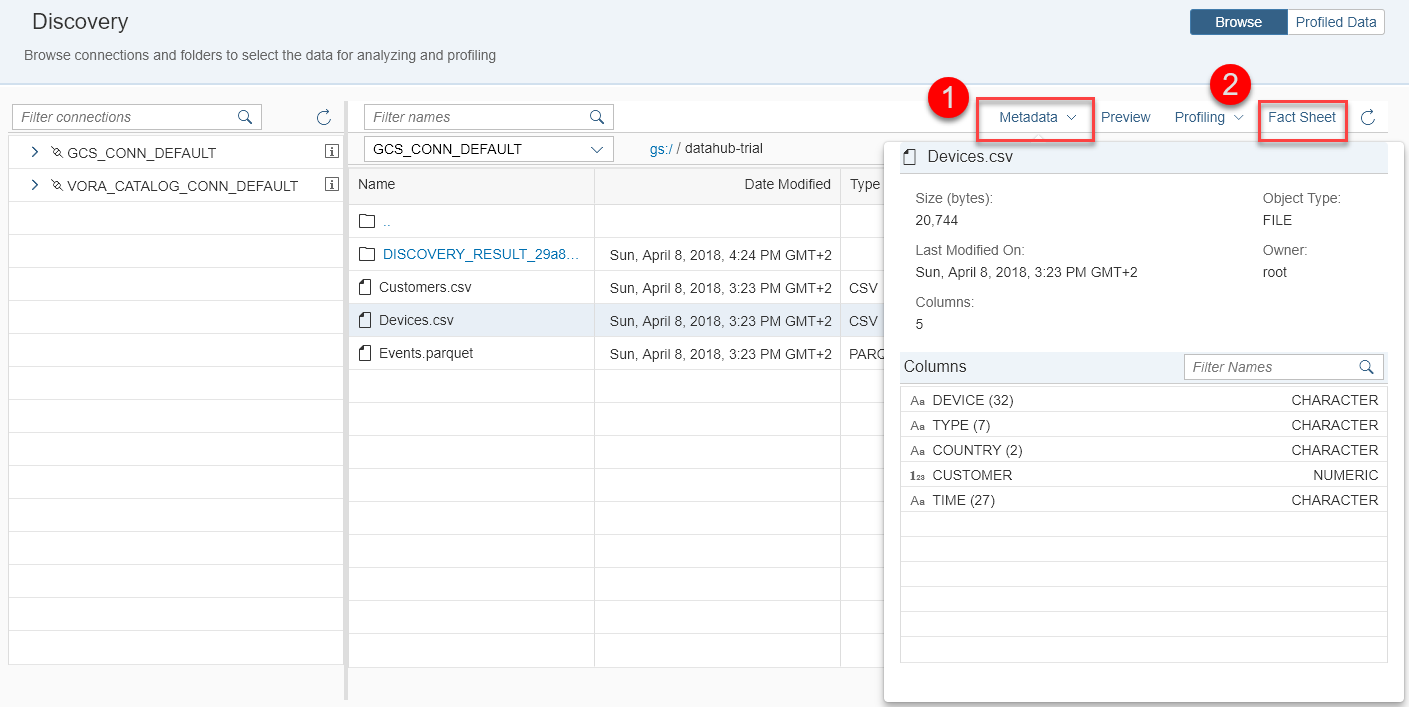 Discovery
Browse Profiled Data
Browse connections and folders to select the data for analyzing and profiling
1
2
Filter connections
Filter names
Metadata Preview Profiling Fact Sheet
GCS_CONN_DEFAULT
VORA_CATALOG_CONN_DEFAULT
GCS_CONN_DEFAULT
gs:/ / datahub-trial
Name Date Modified Type
..
DISCOVERY_RESULT_29a8... Sun, April 8, 2018, 4:24 PM GMT+2
Customers.csv Sun, April 8, 2018, 3:23 PM GMT+2 CSV
Devices.csv Sun, April 8, 2018, 3:23 PM GMT+2 CSV
Events.parquet Sun, April 8, 2018, 3:23 PM GMT+2 PARQ
Devices.csv
Size (bytes): Object Type:
20,744 FILE
Last Modified On: Owner:
Sun, April 8, 2018, 3:23 PM GMT+2 root
Columns:
5
Columns Filter Names
Aa DEVICE (32) CHARACTER
Aa TYPE (7) CHARACTER
Aa COUNTRY (2) CHARACTER
123 CUSTOMER NUMERIC
Aa TIME (27) CHARACTER